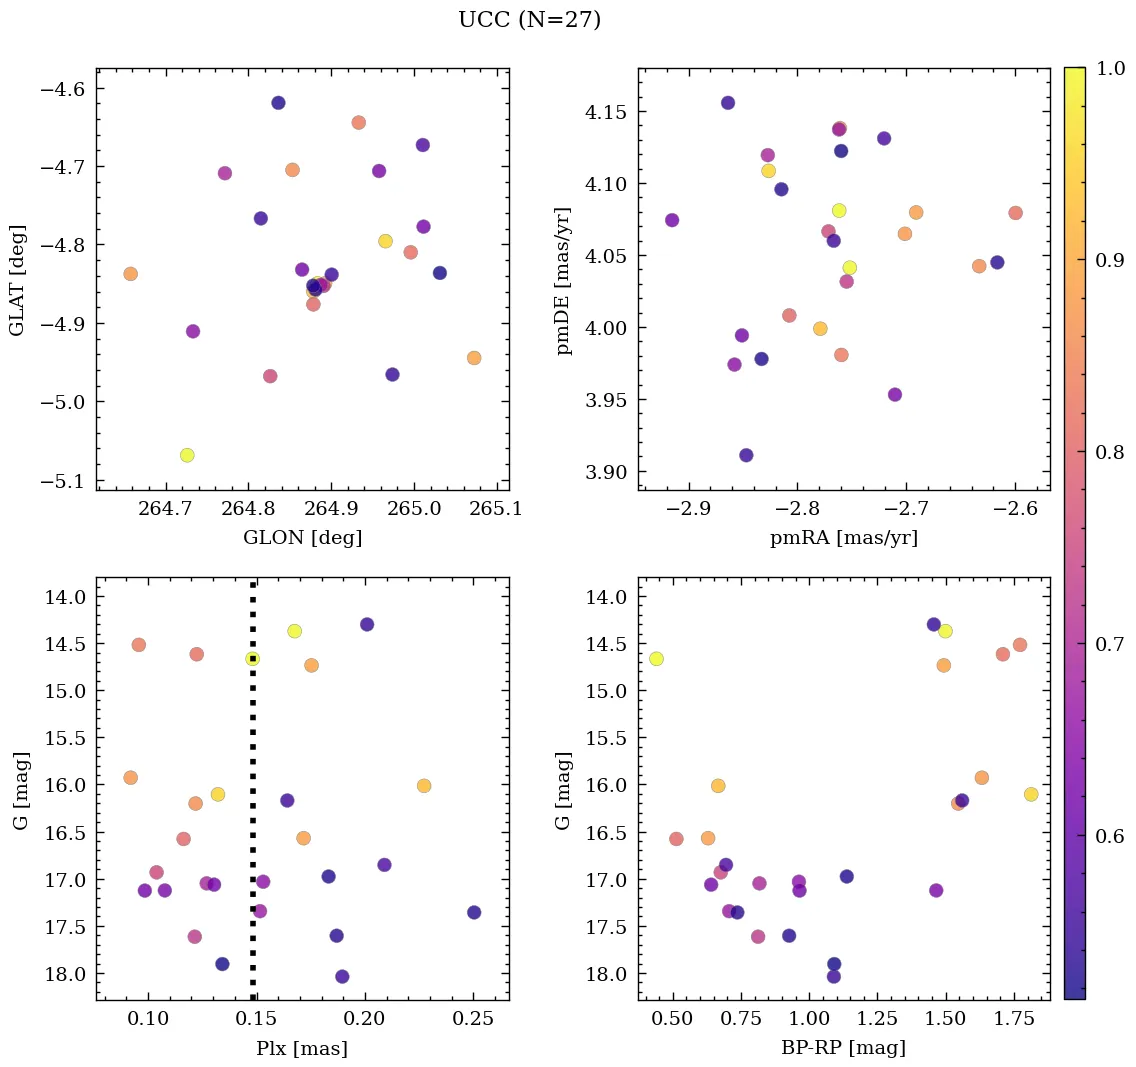 UCC (N=27)
−4.6
−4.7
−4.8
−4.9
−5.0
−5.1
GLAT [deg]
264.7 264.8 264.9 265.0 265.1
GLON [deg]
4.15
4.10
4.05
4.00
3.95
3.90
pmDE [mas/yr]
−2.9 −2.8 −2.7 −2.6
pmRA [mas/yr]
1.0
0.9
0.8
0.7
0.6
14.0
14.5
15.0
15.5
16.0
16.5
17.0
17.5
18.0
G [mag]
0.10 0.15 0.20 0.25
Plx [mas]
14.0
14.5
15.0
15.5
16.0
16.5
17.0
17.5
18.0
G [mag]
0.50 0.75 1.00 1.25 1.50 1.75
BP-RP [mag]